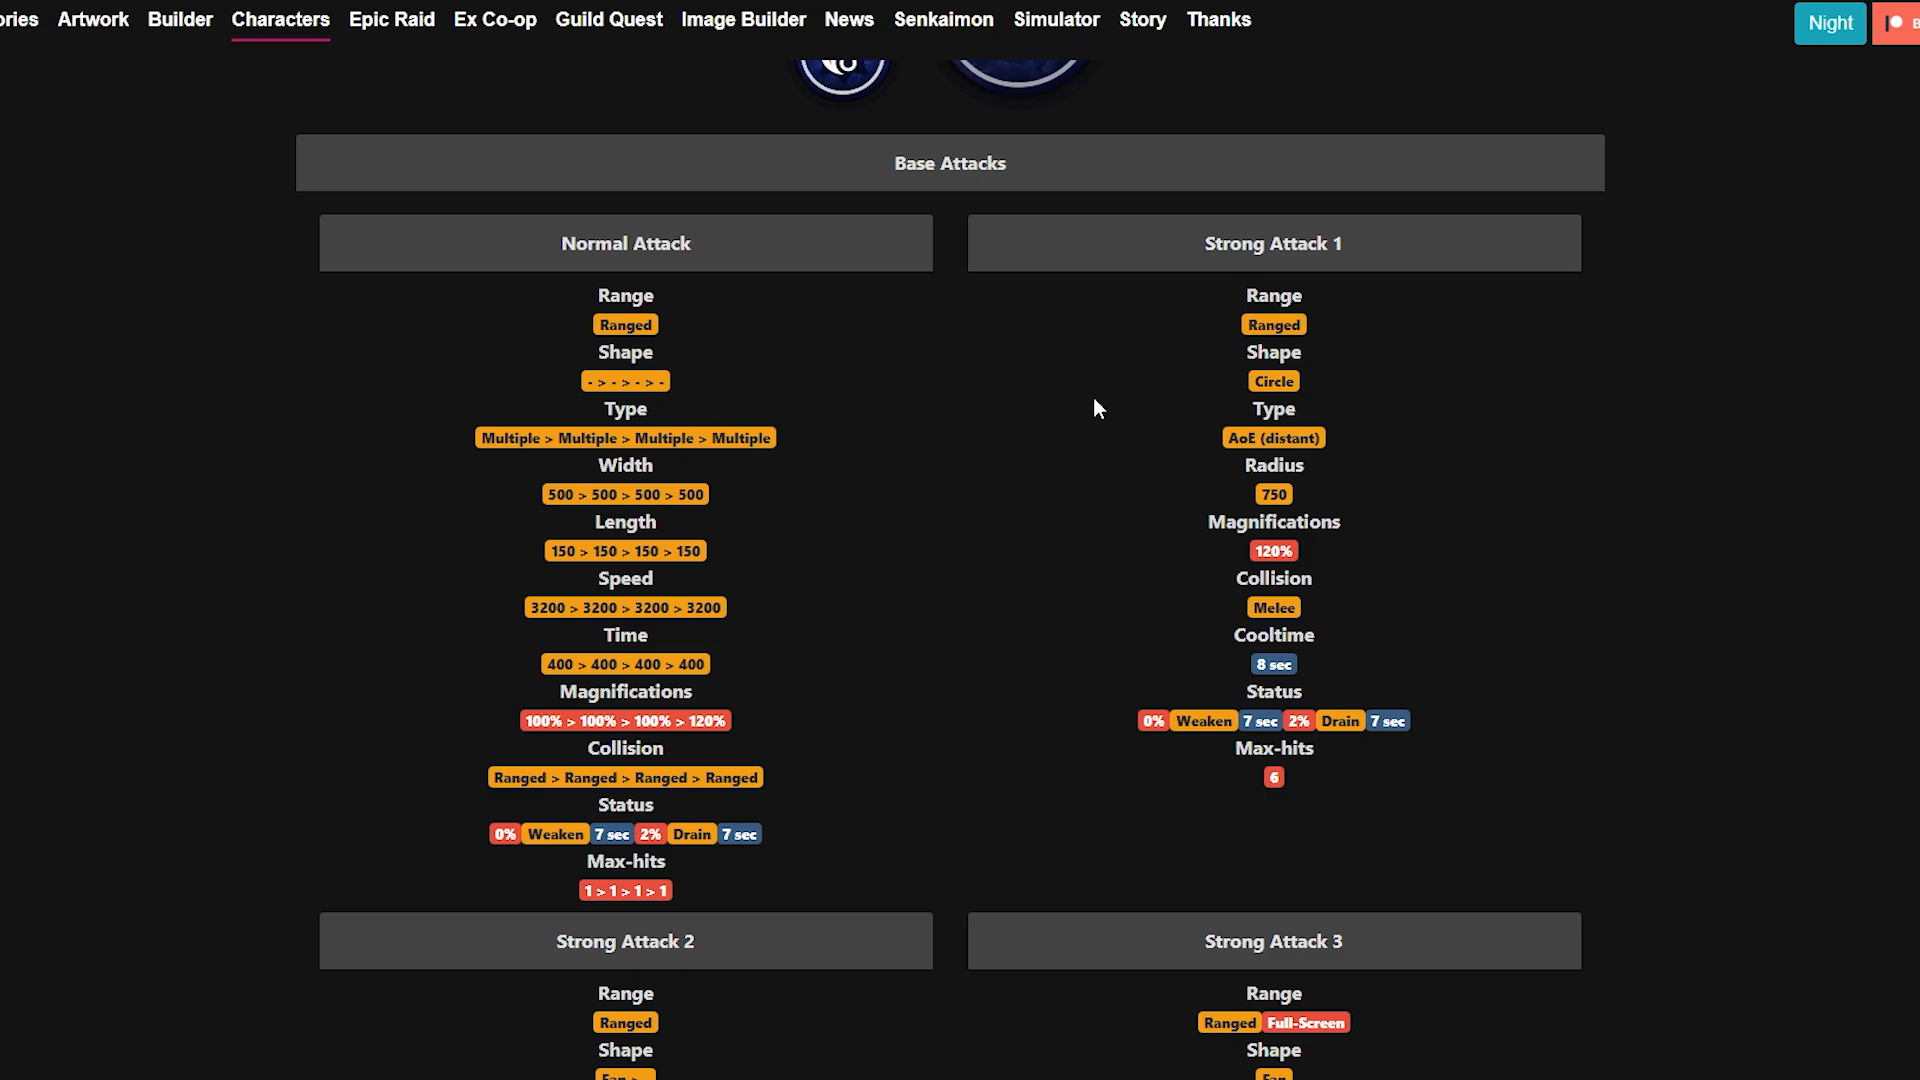 ories Artwork Builder Characters Epic Raid Ex Co-op Guild Quest Image Builder News Senkaimon Simulator Story Thanks Night
Base Attacks
Normal Attack
Range
Ranged
Shape
- > - > - > -
Type
Multiple > Multiple > Multiple > Multiple
Width
500 > 500 > 500 > 500
Length
150 > 150 > 150 > 150
Speed
3200 > 3200 > 3200 > 3200
Time
400 > 400 > 400 > 400
Magnifications
100% > 100% > 100% > 120%
Collision
Ranged > Ranged > Ranged > Ranged
Status
0% Weaken 7 sec 2% Drain 7 sec
Max-hits
1 > 1 > 1 > 1
Strong Attack 1
Range
Ranged
Shape
Circle
Type
AoE (distant)
Radius
750
Magnifications
120%
Collision
Melee
Cooltime
8 sec
Status
0% Weaken 7 sec 2% Drain 7 sec
Max-hits
6
Strong Attack 2
Range
Ranged
Shape
Strong Attack 3
Range
Ranged Full-Screen
Shape
Fan